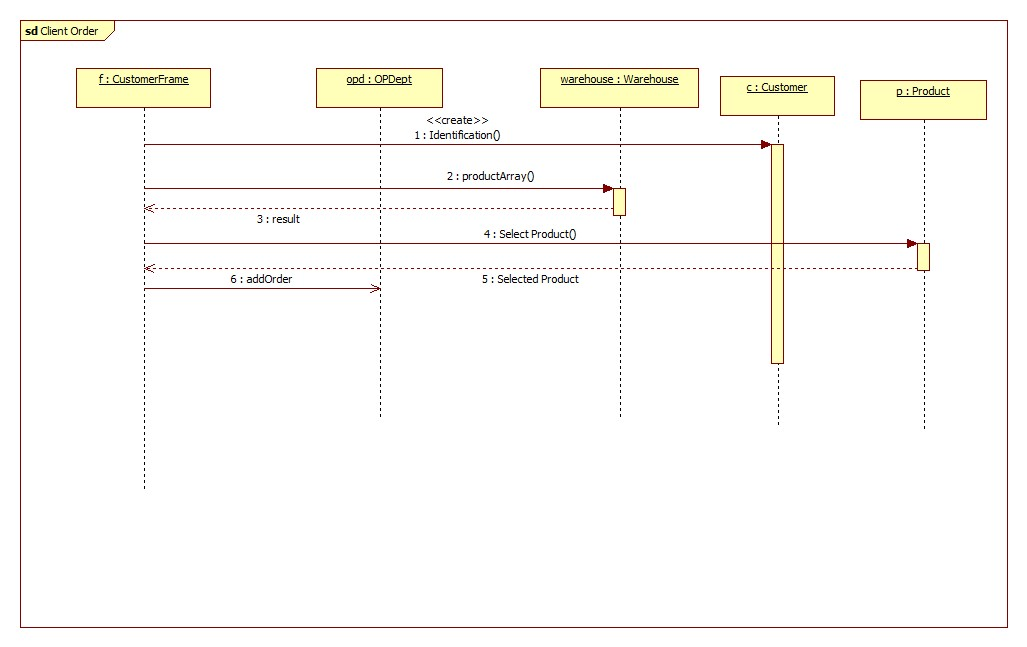 sd Client Order
f : CustomerFrame
opd : OPDept
warehouse : Warehouse
c : Customer
p : Product
<<create>>
1 : Identification()
2 : productArray()
3 : result
4 : Select Product()
6 : addOrder
5 : Selected Product